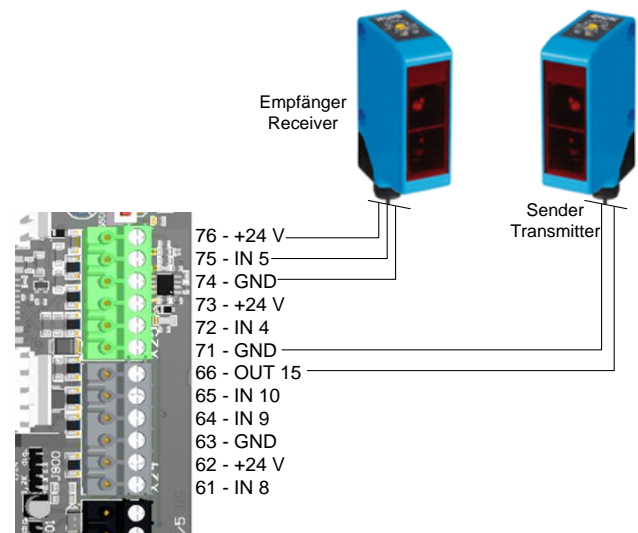 Empfänger
Receiver
Sender
Transmitter
76 - +24 V
75 - IN 5
74 - GND
73 - +24 V
72 - IN 4
71 - GND
66 - OUT 15
65 - IN 10
64 - IN 9
63 - GND
62 - +24 V
61 - IN 8
J900